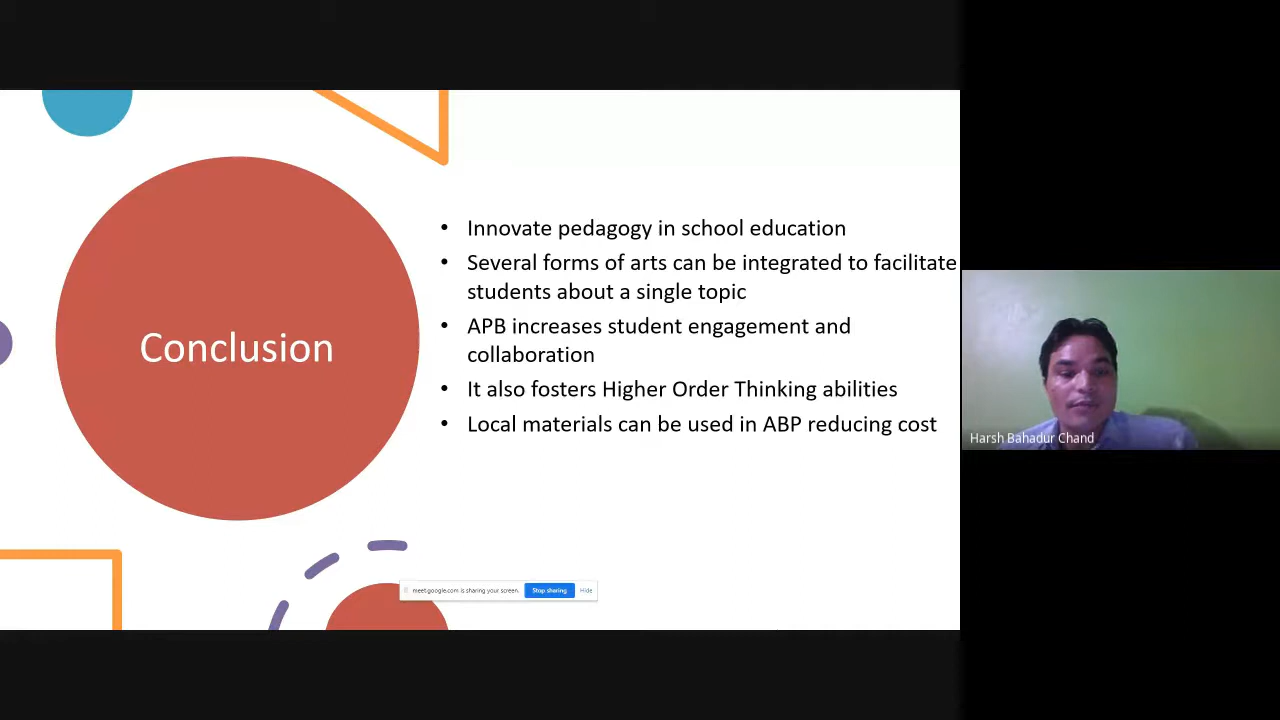 Conclusion
• Innovate pedagogy in school education
• Several forms of arts can be integrated to facilitate
students about a single topic
• APB increases student engagement and
collaboration
• It also fosters Higher Order Thinking abilities
• Local materials can be used in ABP reducing cost
Harsh Bahadur Chand
meet.google.com is sharing your screen. Stop sharing Hide